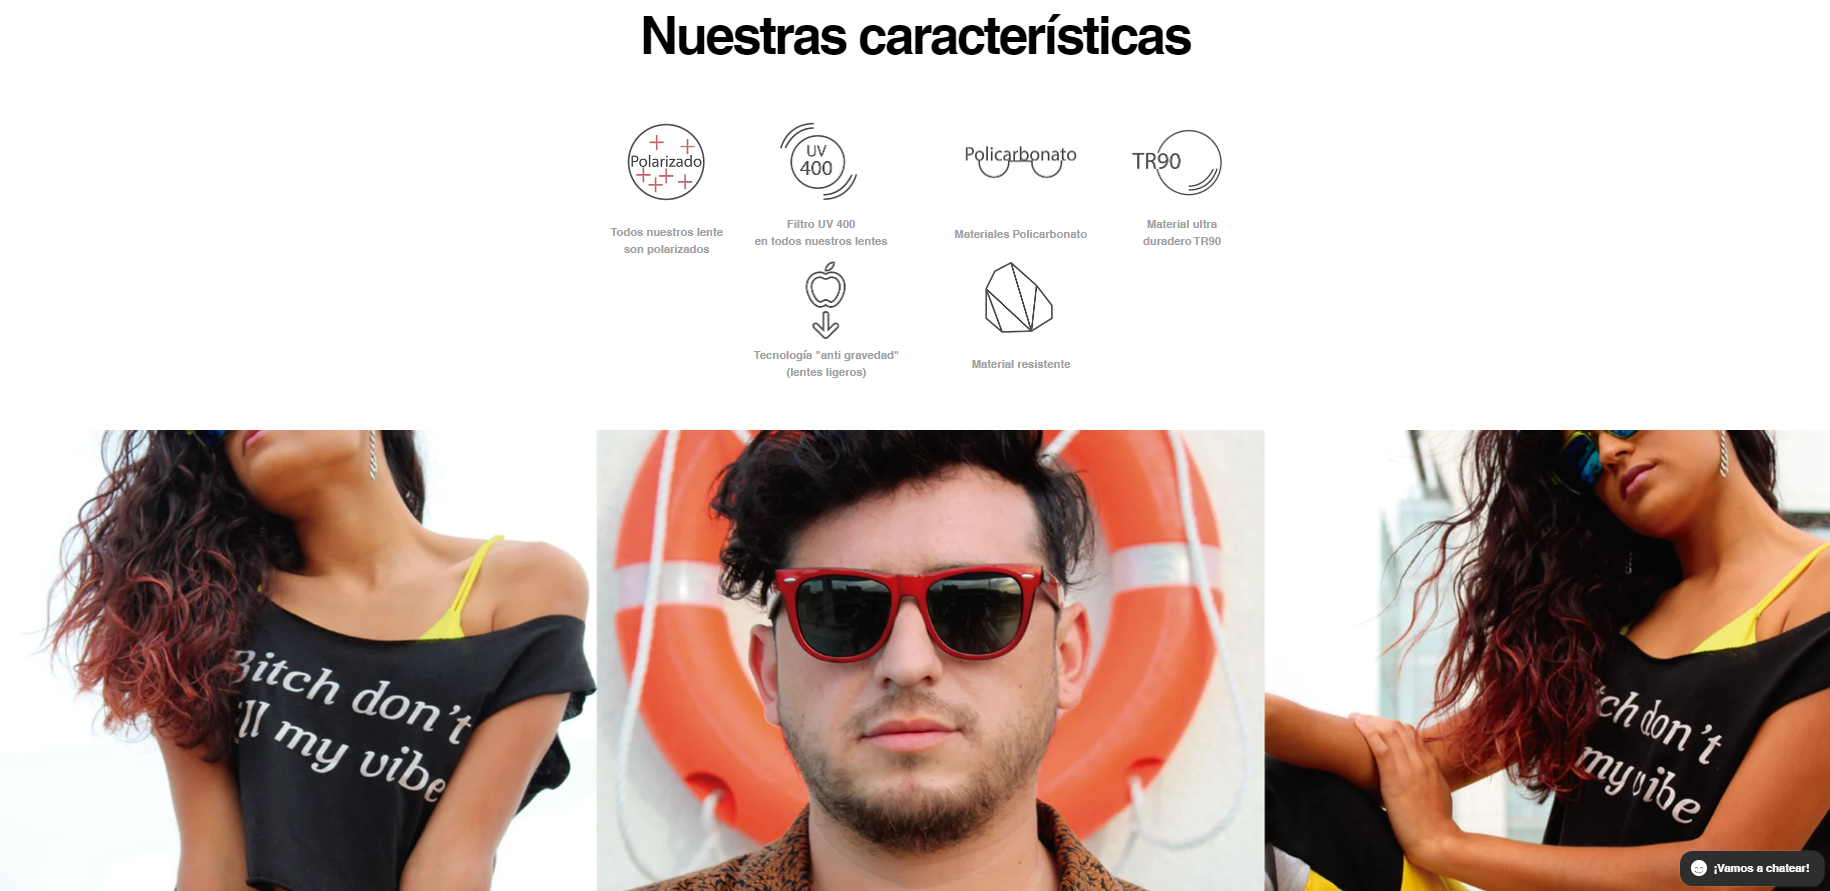 Nuestras características
Polarizado
UV
400
Policarbonato
TR90
Todos nuestros lente
son polarizados
Filtro UV 400
en todos nuestros lentes
Materiales Policarbonato
Material ultra
duradero TR90
Tecnología "anti gravedad"
(lentes ligeros)
Material resistente
Bitch don't
my vibe
don't
my vibe
¡Vamos a chatear!